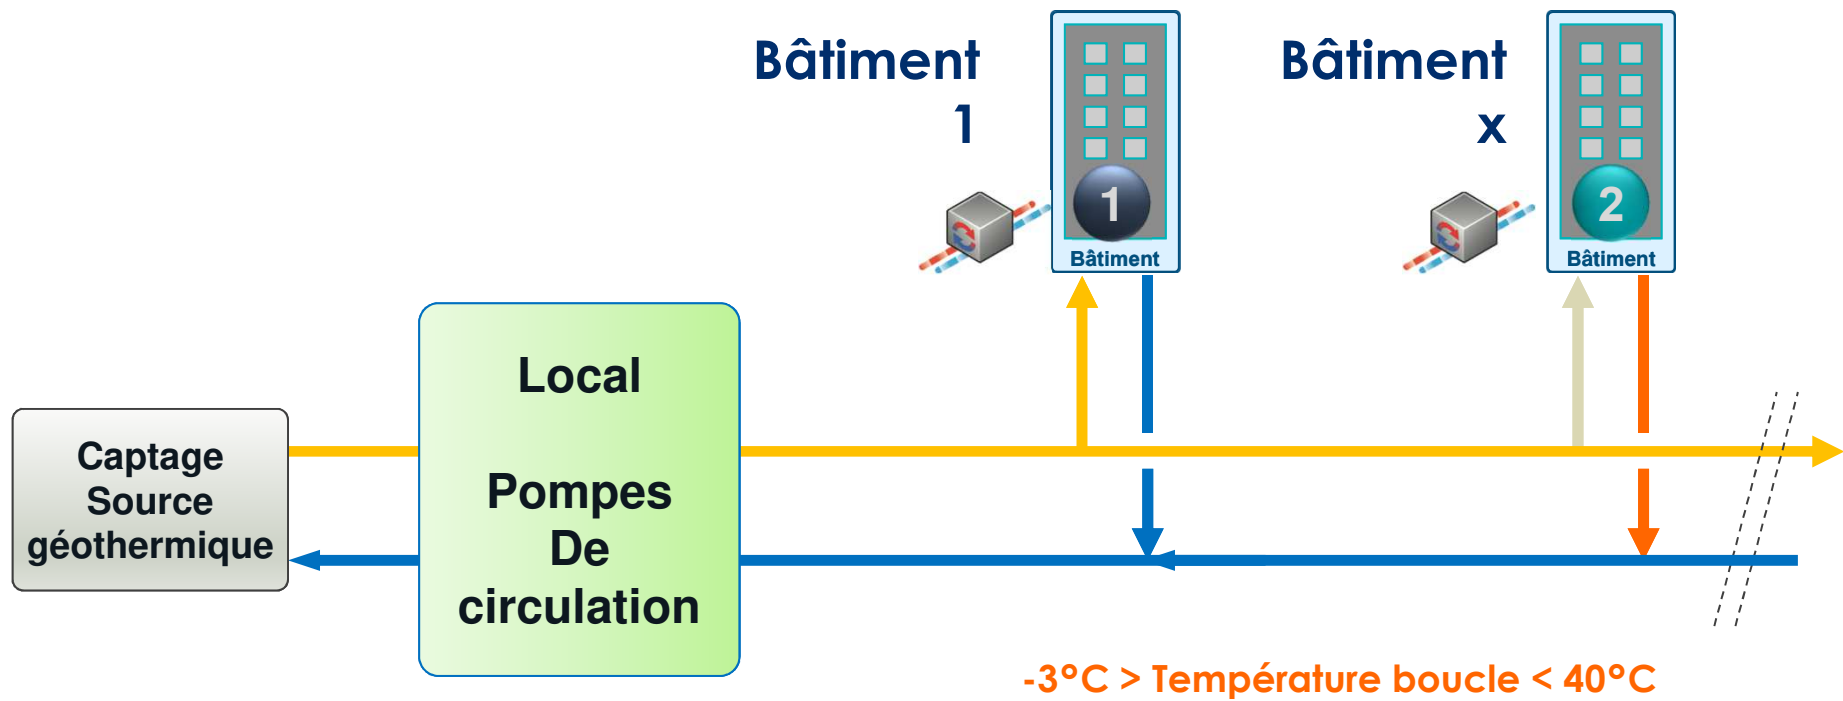 Bâtiment
1
Bâtiment
x
1
Bâtiment
2
Bâtiment
Local
Pompes
De
circulation
Captage
Source
géothermique
-3°C > Température boucle < 40°C